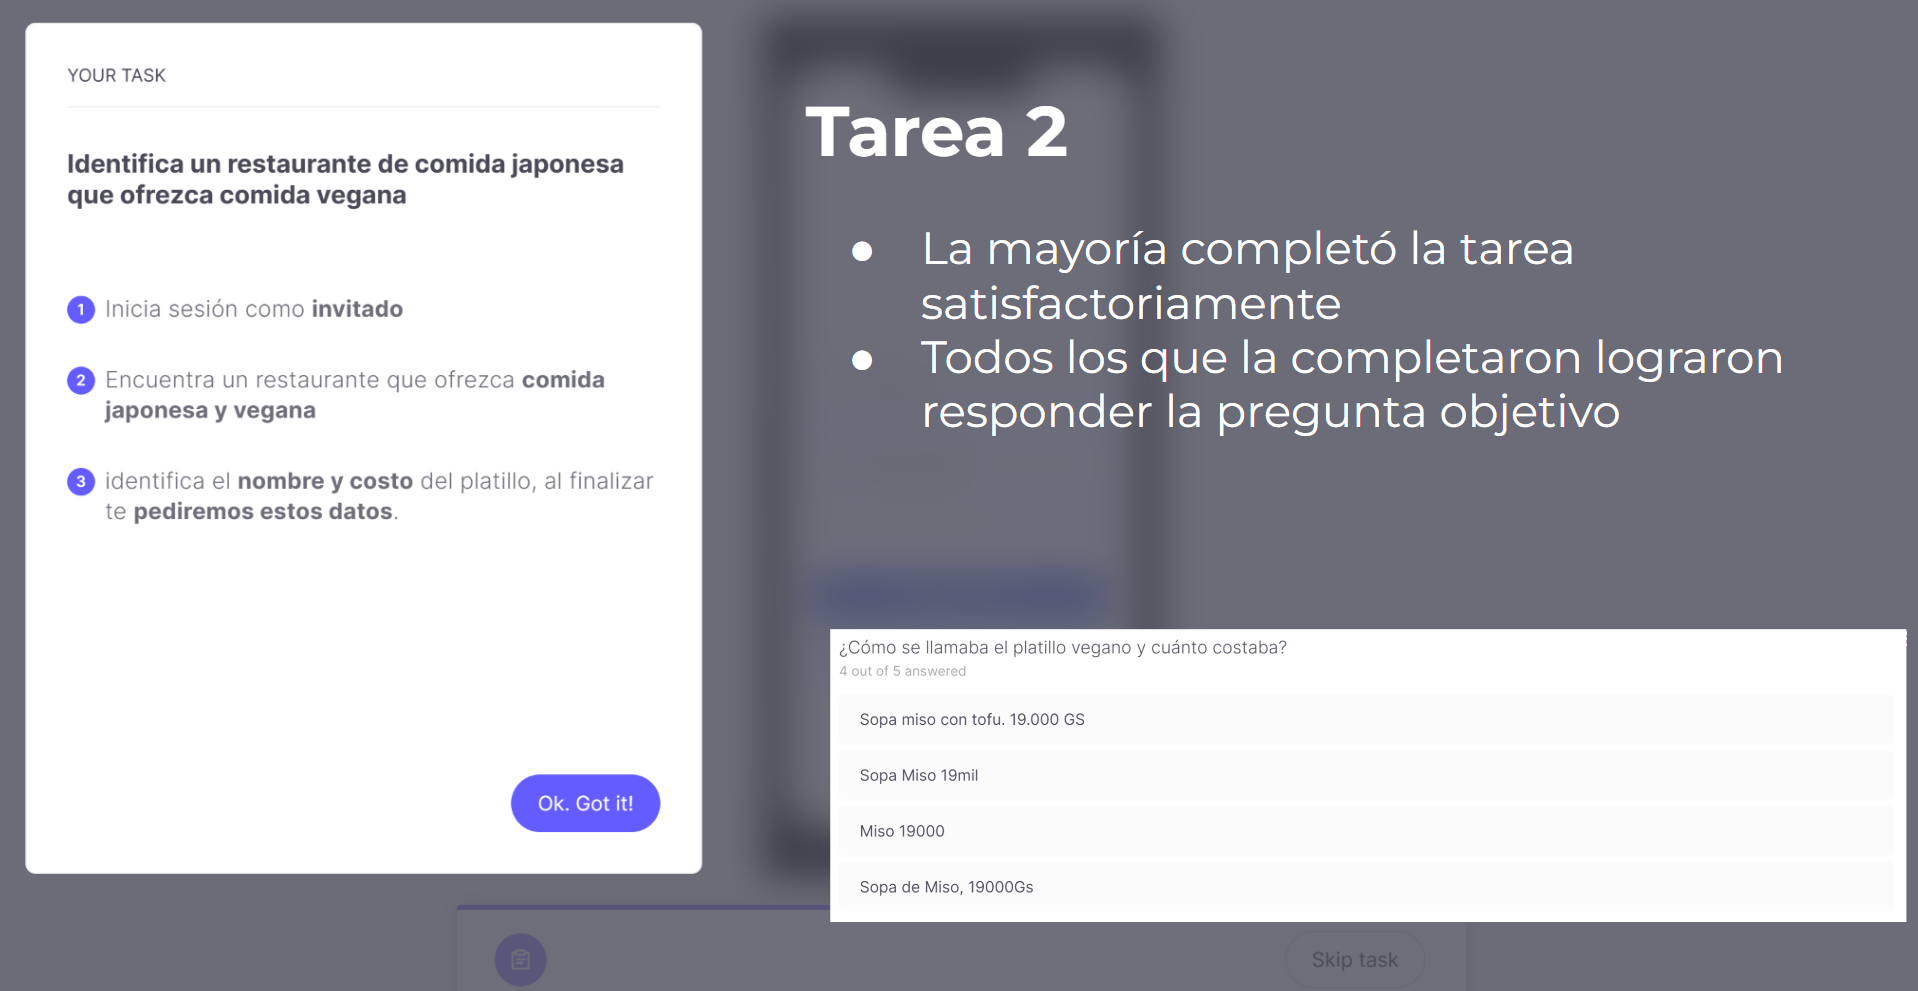 YOUR TASK
Identifica un restaurante de comida japonesa
que ofrezca comida vegana
1 Inicia sesión como invitado
2 Encuentra un restaurante que ofrezca comida
japonesa y vegana
3 identifica el nombre y costo del platillo, al finalizar
te pediremos estos datos.
Ok. Got it!
Tarea 2
● La mayoría completó la tarea
satisfactoriamente
● Todos los que la completaron lograron
responder la pregunta objetivo
¿Cómo se llamaba el platillo vegano y cuánto costaba?
4 out of 5 answered
Sopa miso con tofu. 19.000 GS
Sopa Miso 19mil
Miso 19000
Sopa de Miso, 19000Gs
Skip task